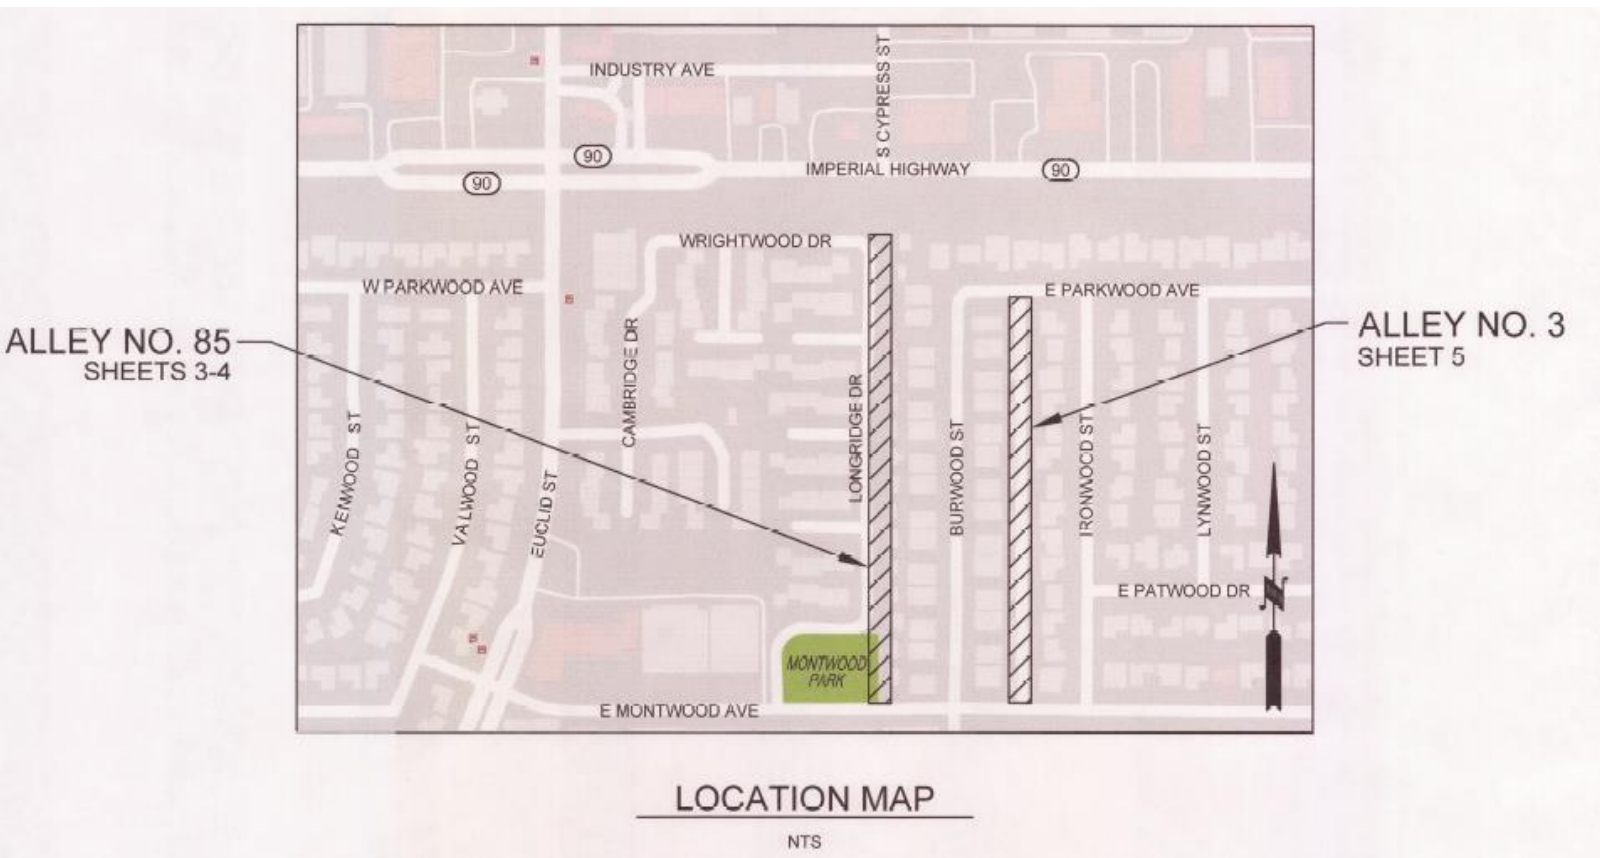 INDUSTRY AVE
S CYPRESS ST
90
90
IMPERIAL HIGHWAY
90
WRIGHTWOOD DR
W PARKWOOD AVE
E PARKWOOD AVE
ALLEY NO. 85
SHEETS 3-4
ALLEY NO. 3
SHEET 5
CAMBRIDGE DR
LONGRIDGE DR
KENWOOD ST
VALWOOD ST
EUCLID ST
BURWOOD ST
IRONWOOD ST
LYNWOOD ST
E PATWOOD DR
N
MONTWOOD
PARK
E MONTWOOD AVE
LOCATION MAP
NTS